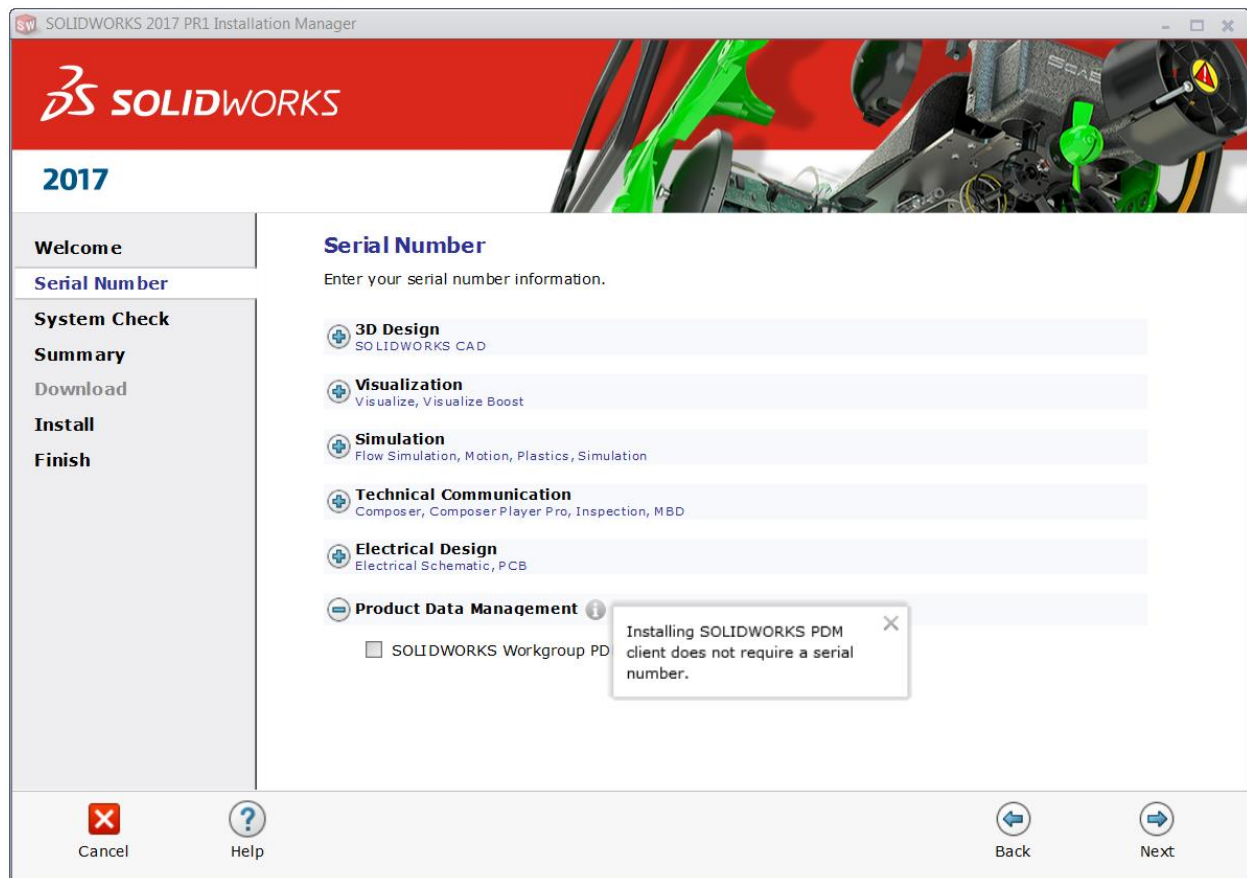 SOLIDWORKS 2017 PR1 Installation Manager
SOLIDWORKS
2017
Welcome
Serial Number
System Check
Summary
Download
Install
Finish
Serial Number
Enter your serial number information.
3D Design
SOLIDWORKS CAD
Visualization
Visualize, Visualize Boost
Simulation
Flow Simulation, Motion, Plastics, Simulation
Technical Communication
Composer, Composer Player Pro, Inspection, MBD
Electrical Design
Electrical Schematic, PCB
Product Data Management
SOLIDWORKS Workgroup PD
Installing SOLIDWORKS PDM
client does not require a serial
number.
Cancel
Help
Back
Next